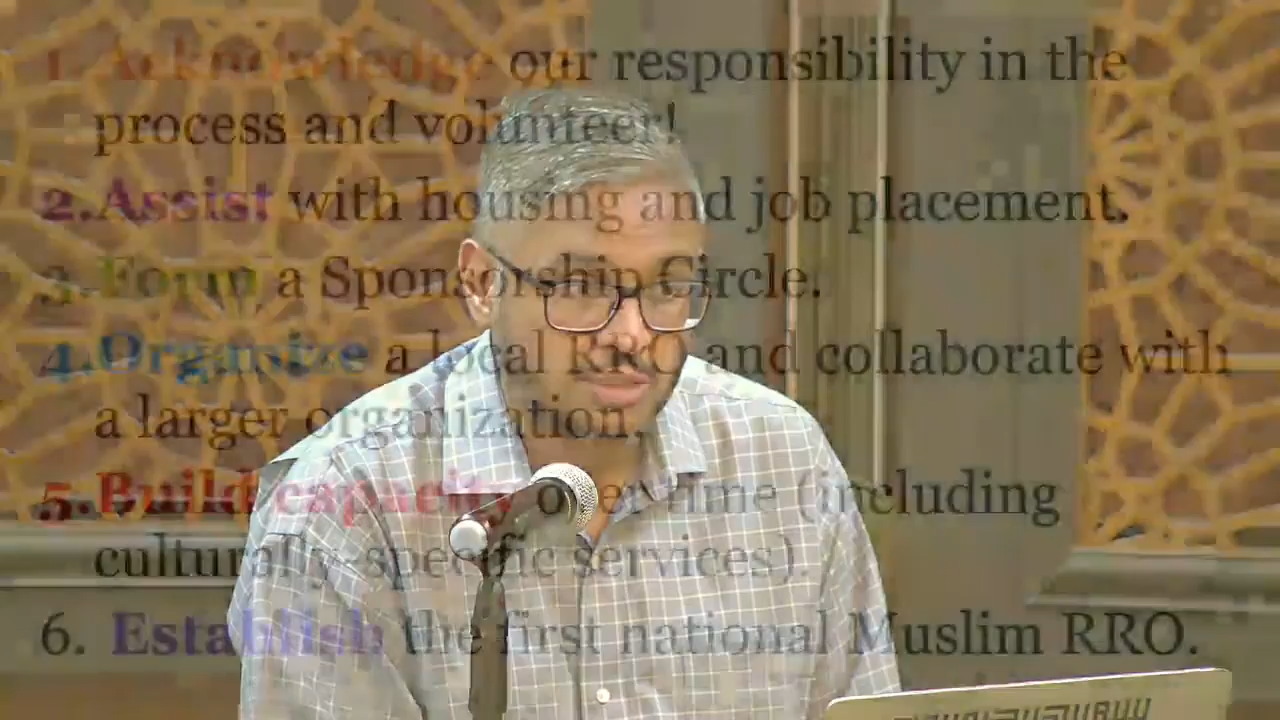 1. Acknowledge our responsibility in the
process and volunteer!
2. Assist with housing and job placement.
3. Form a Sponsorship Circle.
4. Organize a local RRO and collaborate with
a larger organization.
5. Build capacity over time (including
culturally-specific services).
6. Establish the first national Muslim RRO.